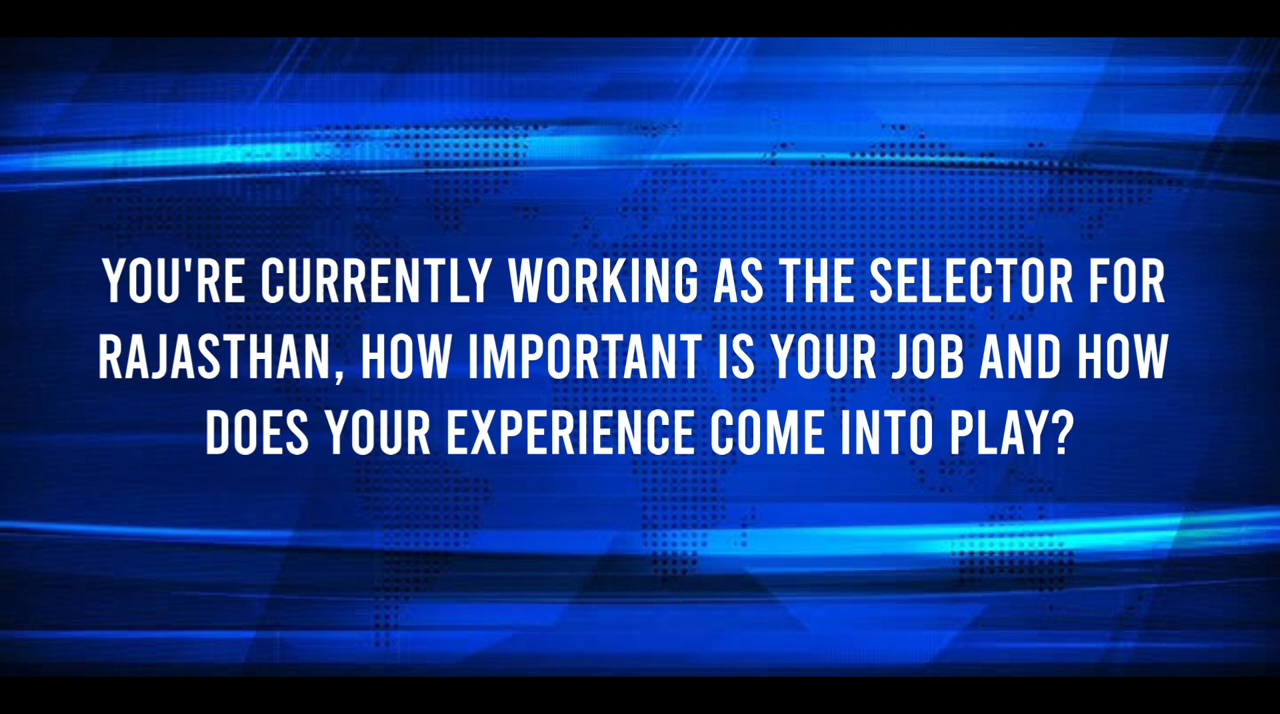 YOU'RE CURRENTLY WORKING AS THE SELECTOR FOR
RAJASTHAN, HOW IMPORTANT IS YOUR JOB AND HOW
DOES YOUR EXPERIENCE COME INTO PLAY?